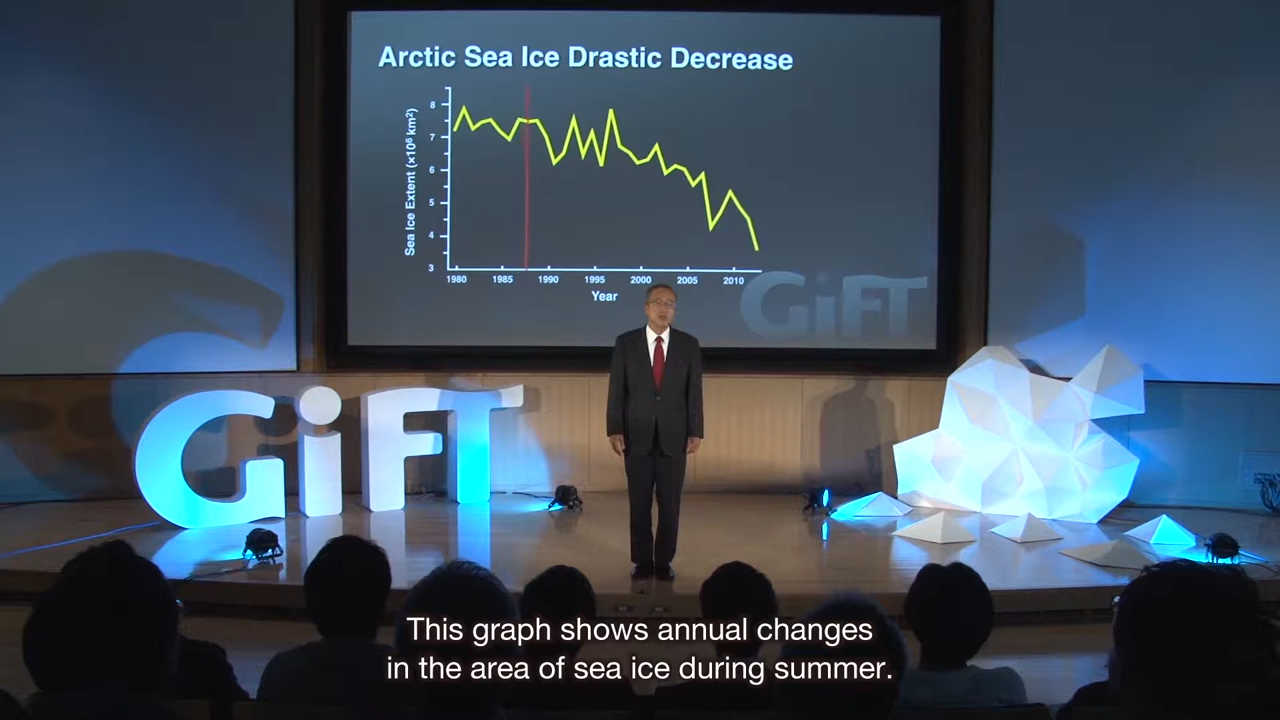 Arctic Sea Ice Drastic Decrease
Sea Ice Extent (×10⁶ km²)
8
7
6
5
4
3
1980 1985 1990 1995 2000 2005 2010
Year
GiFT
GiFT
This graph shows annual changes
in the area of sea ice during summer.